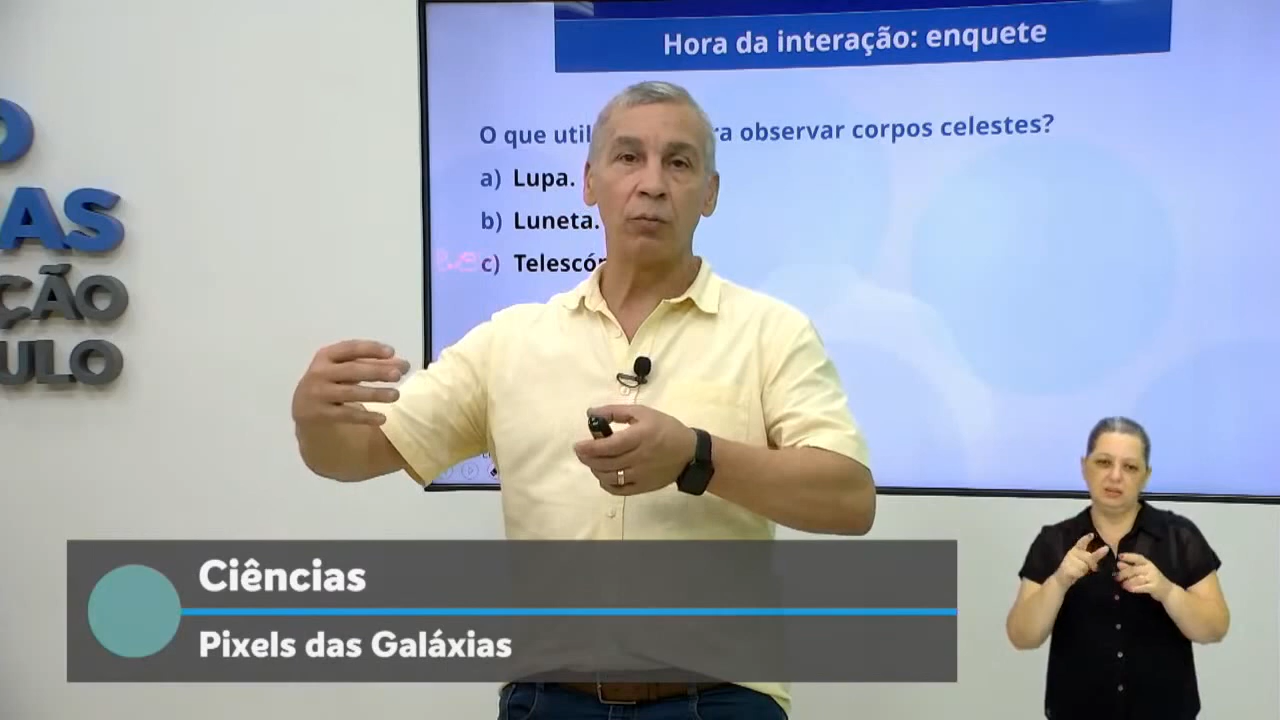 Hora da interação: enquete
O que util ra observar corpos celestes?
a) Lupa.
b) Luneta.
c) Telescóp
AS
ÇÃO
ULO
Ciências
Pixels das Galáxias